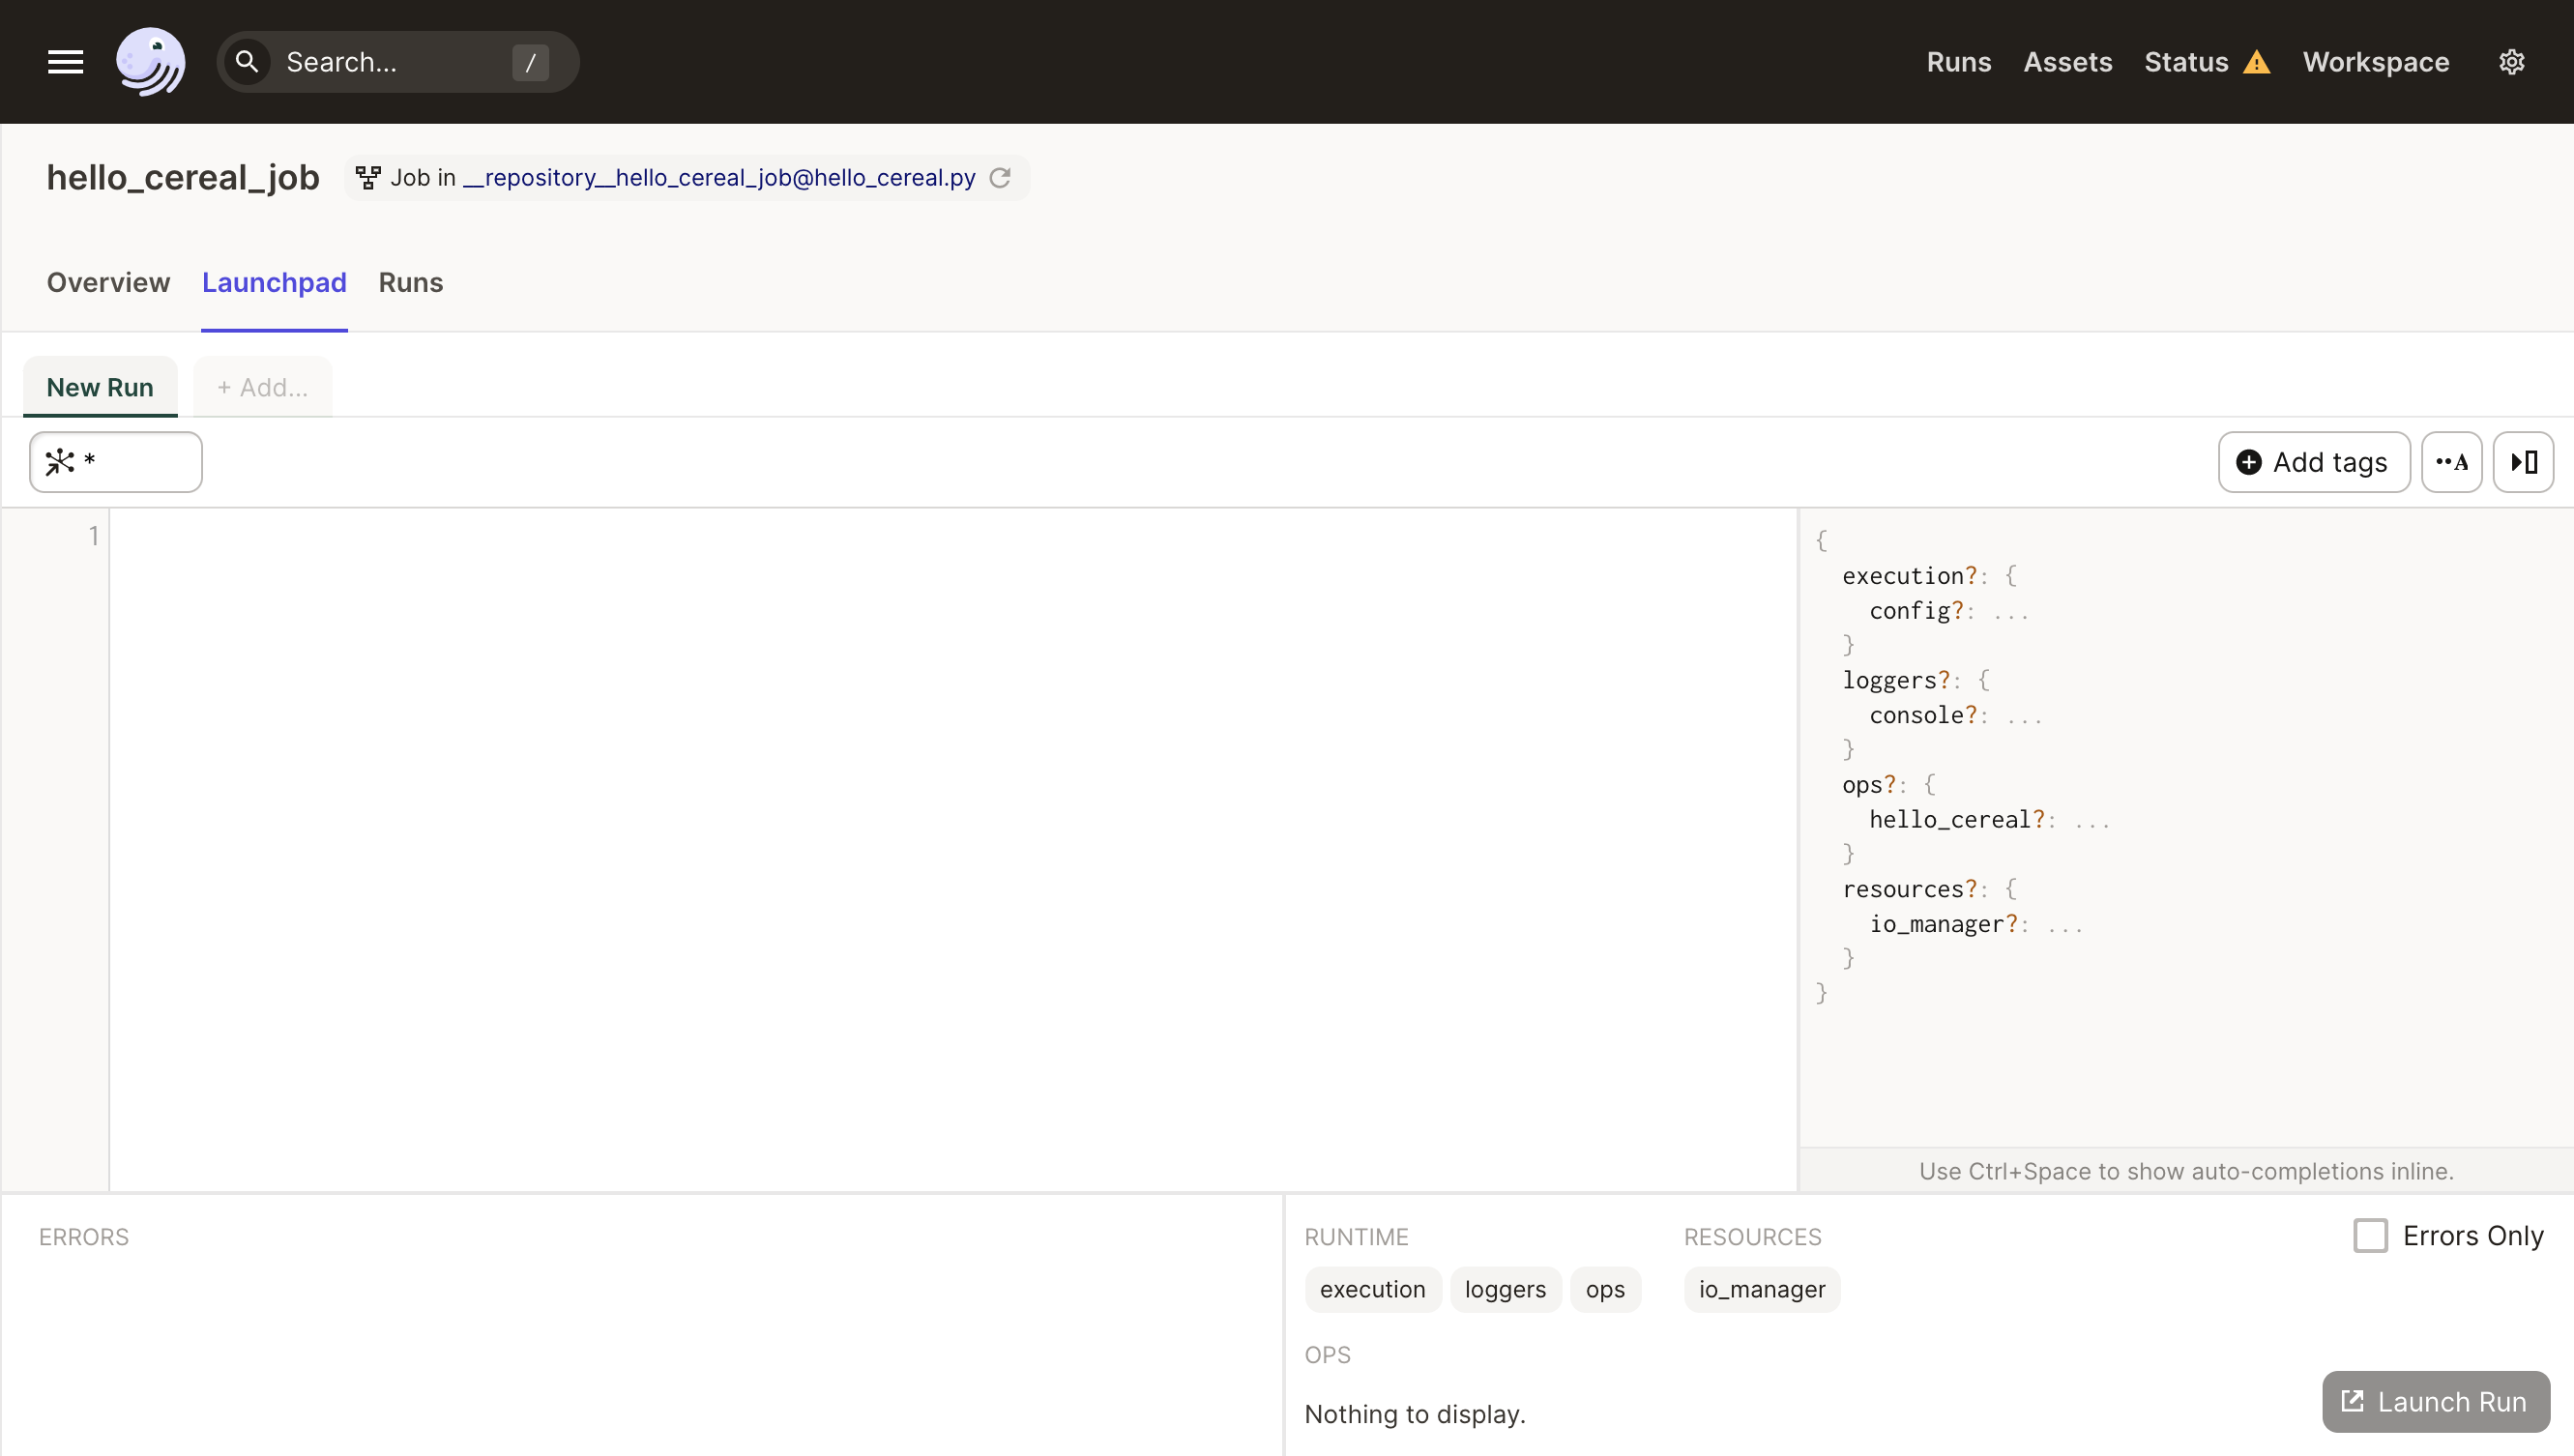 Search... /
Runs Assets Status Workspace
hello_cereal_job Job in __repository__hello_cereal_job@hello_cereal.py
Overview Launchpad Runs
New Run + Add...
*
Add tags ••A
1
{
execution?: {
config?: ...
}
loggers?: {
console?: ...
}
ops?: {
hello_cereal?: ...
}
resources?: {
io_manager?: ...
}
}
Use Ctrl+Space to show auto-completions inline.
ERRORS
RUNTIME RESOURCES
Errors Only
execution loggers ops io_manager
OPS
Nothing to display.
Launch Run